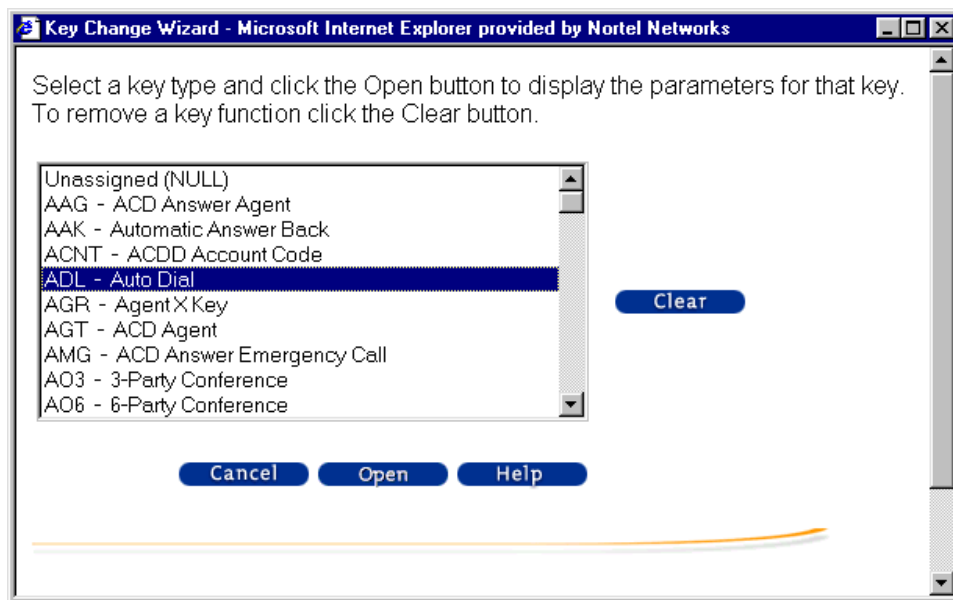 Key Change Wizard - Microsoft Internet Explorer provided by Nortel Networks
Select a key type and click the Open button to display the parameters for that key.
To remove a key function click the Clear button.
Unassigned (NULL)
AAG - ACD Answer Agent
AAK - Automatic Answer Back
ACNT - ACDD Account Code
ADL - Auto Dial
AGR - Agent X Key
AGT - ACD Agent
AMG - ACD Answer Emergency Call
AO3 - 3-Party Conference
AO6 - 6-Party Conference
Clear
Cancel Open Help